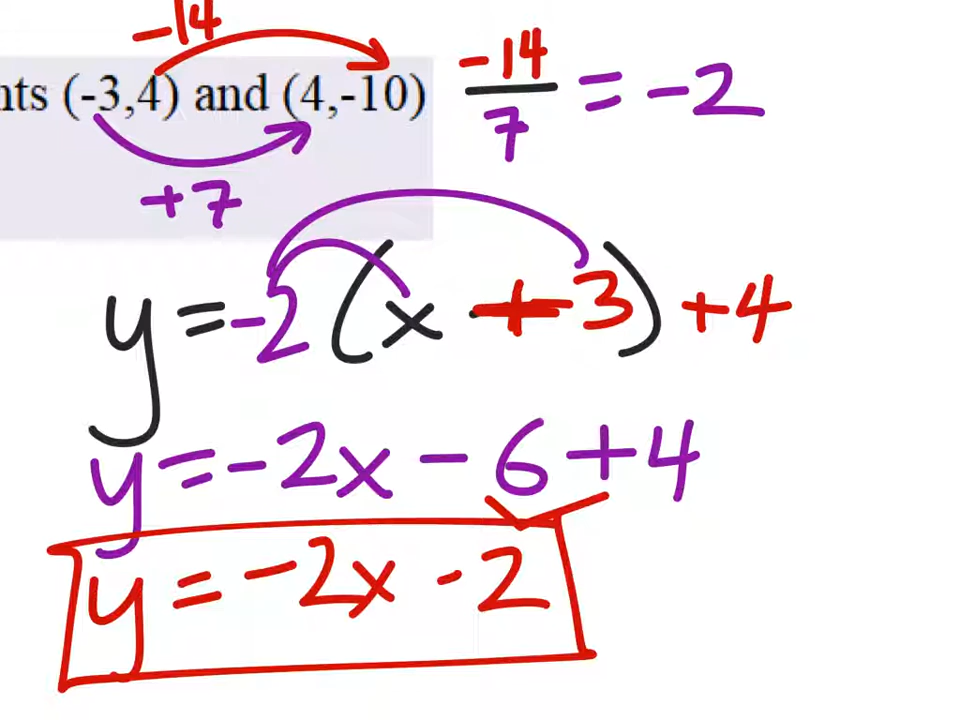 -14
nts (-3,4) and (4,-10)
-14/7 = -2
+7
y = -2(x + 3) + 4
y = -2x - 6 + 4
y = -2x - 2